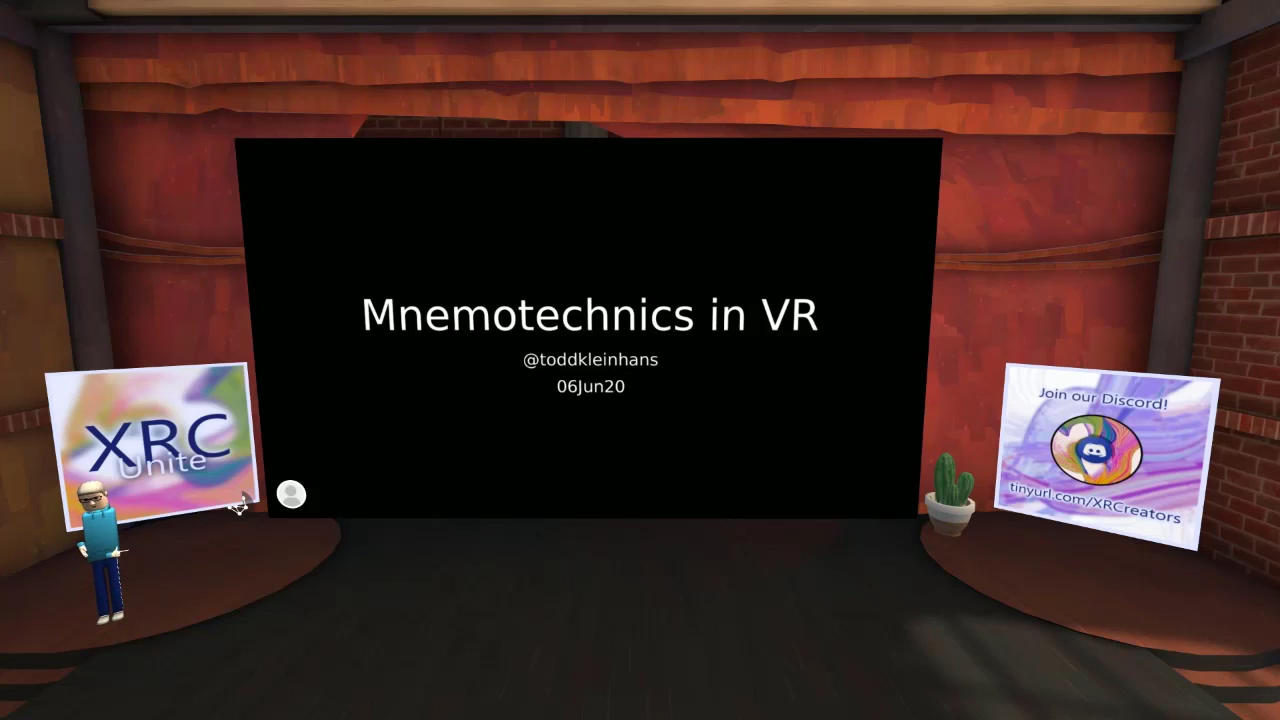 Mnemotechnics in VR
@toddkleinhans
06Jun20
XRC
Unite
Join our Discord!
tinyurl.com/XRCreators